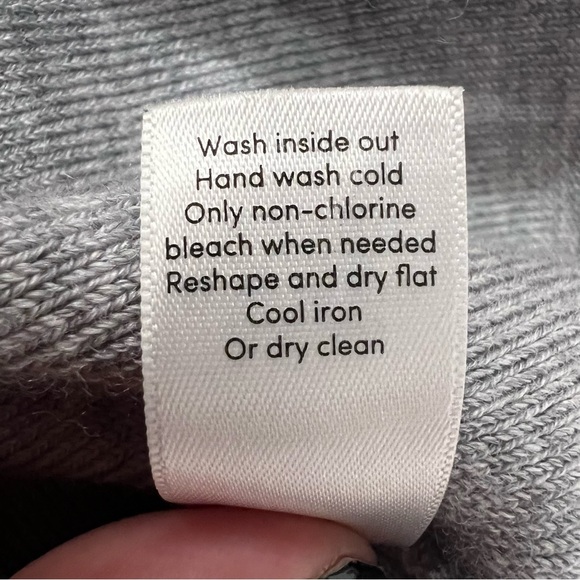 Wash inside out
Hand wash cold
Only non-chlorine
bleach when needed
Reshape and dry flat
Cool iron
Or dry clean